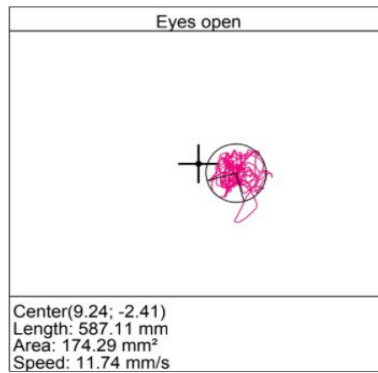 Eyes open
Center(9.24; -2.41)
Length: 587.11 mm
Area: 174.29 mm²
Speed: 11.74 mm/s